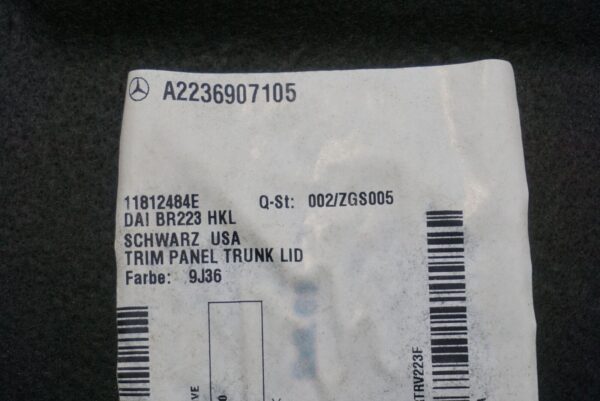 A2236907105
11812484E Q-St: 002/ZGS005
DAI BR223 HKL
SCHWARZ USA
TRIM PANEL TRUNK LID
Farbe: 9J36
TRV223F